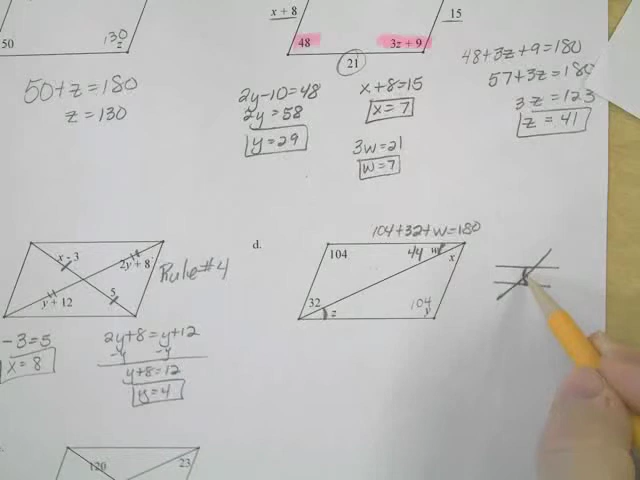 x + 8
15
130
50
z
48
3z + 9
21
48+3z+9=180
50+z=180
z=130
2y-10=48
2y=58
y=29
x+8=15
x=7
57+3z=180
3z=123
z=41
3w=21
w=7
104+32+w=180
d.
x - 3
2y + 8
Rule #4
104
44 w
x
y + 12
5
32
z
104
y
-3=5
x=8
2y+8=y+12
-y -y
y+8=12
y=4
120
23